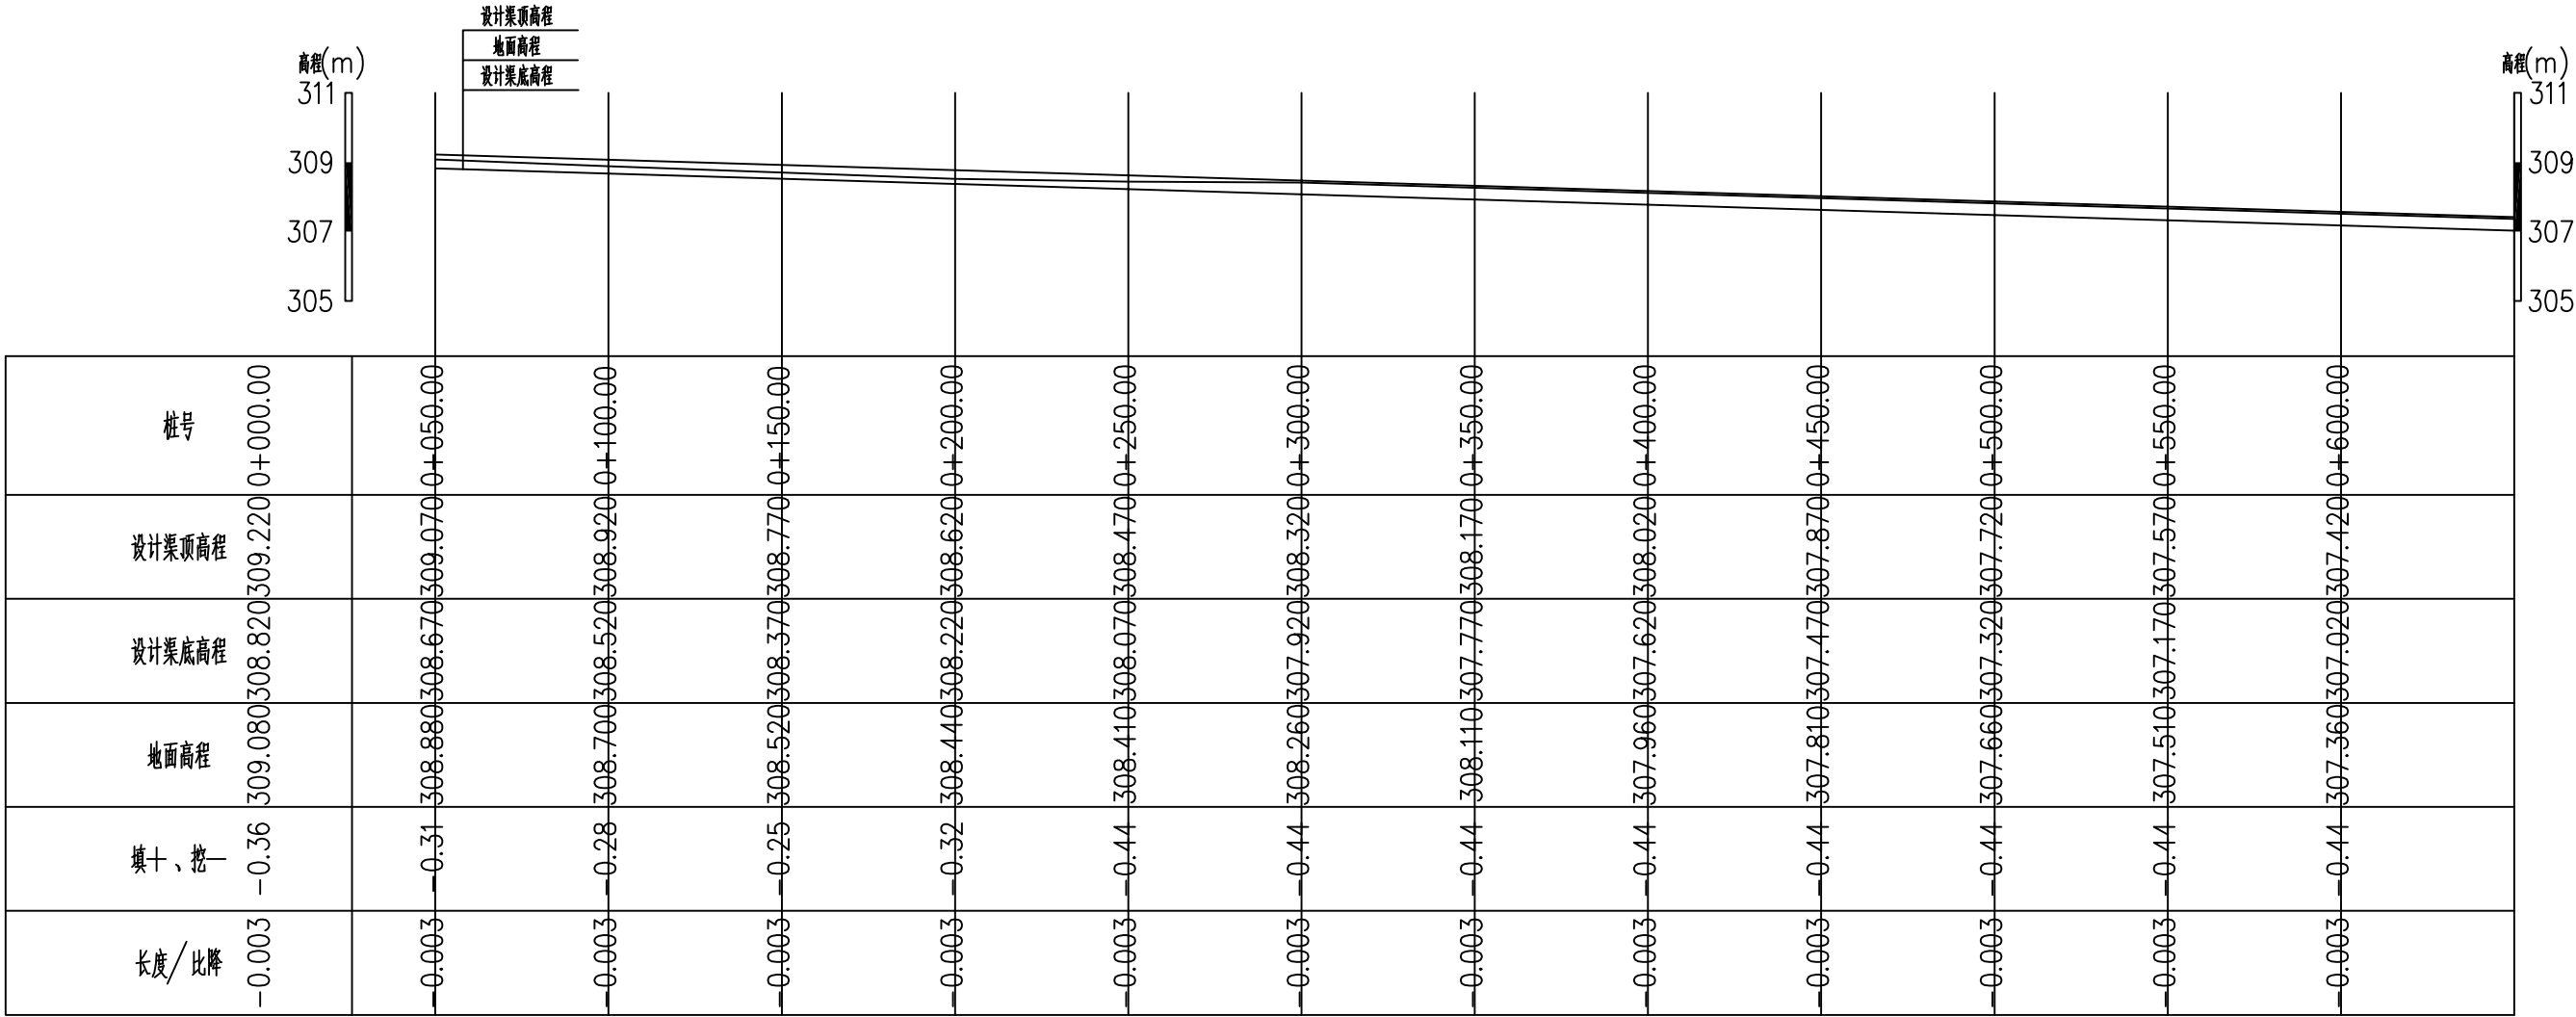 设计渠顶高程
地面高程
设计渠底高程
高程(m)
311
309
307
305
高程(m)
311
309
307
305
桩号 0+000.00 0+050.00 0+100.00 0+150.00 0+200.00 0+250.00 0+300.00 0+350.00 0+400.00 0+450.00 0+500.00 0+550.00 0+600.00
设计渠顶高程 309.220 309.070 308.920 308.770 308.620 308.470 308.320 308.170 308.020 307.870 307.720 307.570 307.420
设计渠底高程 308.820 308.670 308.520 308.370 308.220 308.070 307.920 307.770 307.620 307.470 307.320 307.170 307.020
地面高程 309.080 308.880 308.700 308.520 308.440 308.410 308.260 308.110 307.960 307.810 307.660 307.510 307.360
填+、挖— -0.36 -0.31 -0.28 -0.25 -0.32 -0.44 -0.44 -0.44 -0.44 -0.44 -0.44 -0.44 -0.44
长度/比降 -0.003 -0.003 -0.003 -0.003 -0.003 -0.003 -0.003 -0.003 -0.003 -0.003 -0.003 -0.003 -0.003